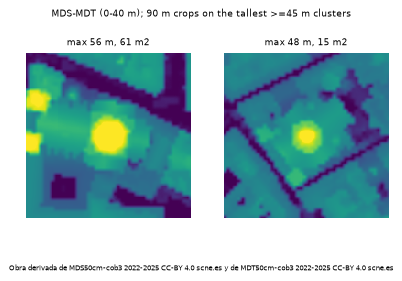 MDS-MDT (0-40 m); 90 m crops on the tallest >=45 m clusters
max 56 m, 61 m2
max 48 m, 15 m2
Obra derivada de MDS50cm-cob3 2022-2025 CC-BY 4.0 scne.es y de MDT50cm-cob3 2022-2025 CC-BY 4.0 scne.es